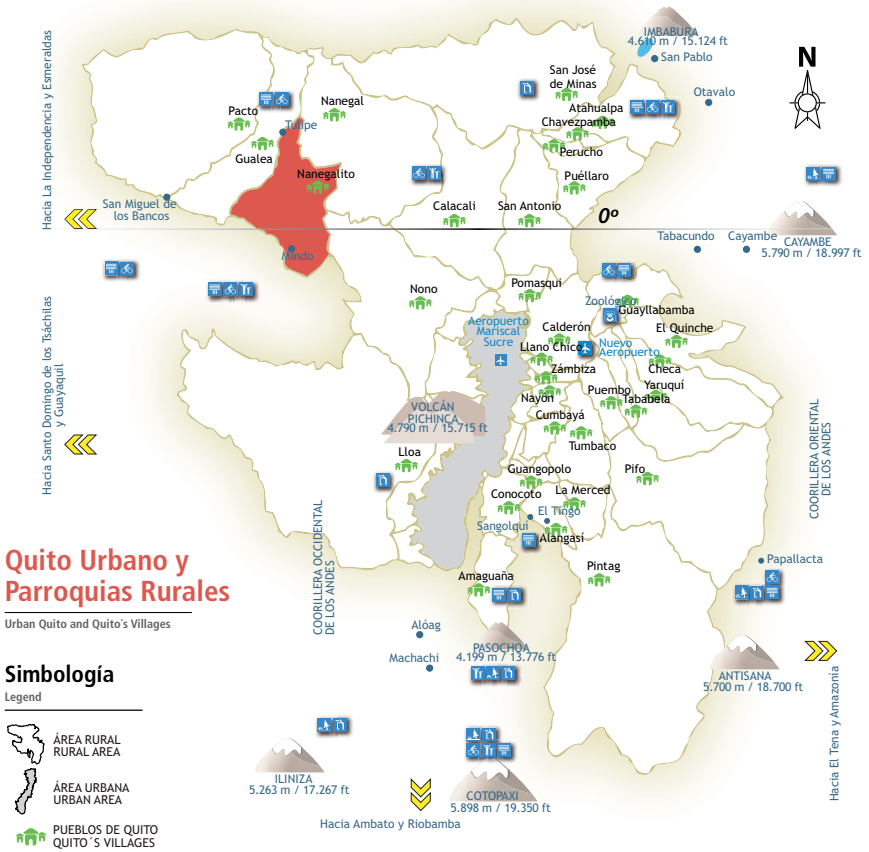 IMBABURA
4.610 m / 15.124 ft
San Pablo
N
Otavalo
Hacia La Independencia y Esmeraldas
San José
de Minas
Atahualpa
Chavezpamba
Perucho
Puéllaro
Pacto
Nanegal
Tulipe
Gualea
Nanegalito
San Miguel de
los Bancos
Calacali
San Antonio
0º
Tabacundo
Cayambe
CAYAMBE
5.790 m / 18.997 ft
Mindo
Nono
Pomasqui
Zoológico
Guayllabamba
Aeropuerto
Mariscal
Sucre
Calderón
El Quinche
Llano Chico
Nuevo
Aeropuerto
Checa
Zámbiza
Yaruquí
Nayón
Puembo
Tababela
Hacia Santo Domingo de los Tsáchilas
y Guayaquil
VOLCÁN
PICHINCA
4.790 m / 15.715 ft
Cumbayá
Tumbaco
COORILLERA ORIENTAL
DE LOS ANDES
Lloa
Guangopolo
Pifo
Conocoto
La Merced
El Tingo
Sangolquí
Alangasí
COORILLERA OCCIDENTAL
DE LOS ANDES
Papallacta
Quito Urbano y
Parroquias Rurales
Urban Quito and Quito´s Villages
Amaguaña
Pintag
Alóag
Machachi
PASOCHOA
4.199 m / 13.776 ft
ANTISANA
5.700 m / 18.700 ft
Hacia El Tena y Amazonía
Simbología
Legend
ÁREA RURAL
RURAL AREA
ÁREA URBANA
URBAN AREA
PUEBLOS DE QUITO
QUITO´S VILLAGES
ILINIZA
5.263 m / 17.267 ft
COTOPAXI
5.898 m / 19.350 ft
Hacia Ambato y Riobamba